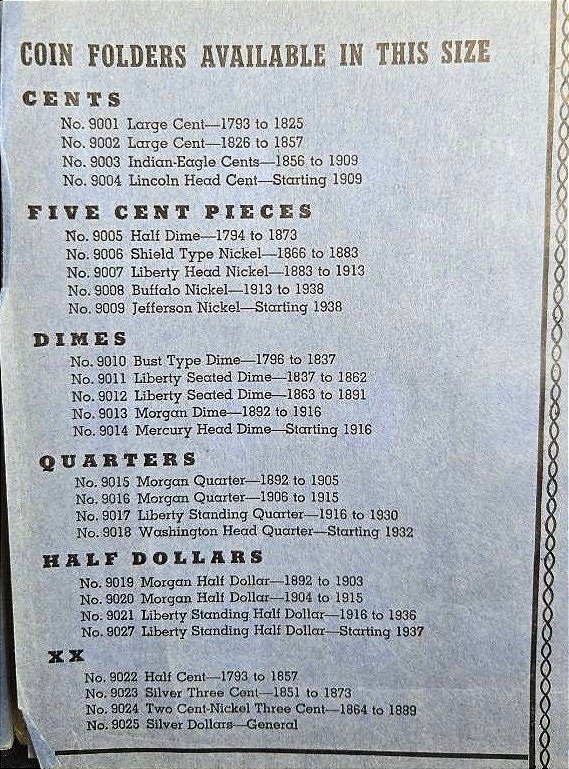 COIN FOLDERS AVAILABLE IN THIS SIZE
CENTS
No. 9001 Large Cent—1793 to 1825
No. 9002 Large Cent—1826 to 1857
No. 9003 Indian-Eagle Cents—1856 to 1909
No. 9004 Lincoln Head Cent—Starting 1909
FIVE CENT PIECES
No. 9005 Half Dime—1794 to 1873
No. 9006 Shield Type Nickel—1866 to 1883
No. 9007 Liberty Head Nickel—1883 to 1913
No. 9008 Buffalo Nickel—1913 to 1938
No. 9009 Jefferson Nickel—Starting 1938
DIMES
No. 9010 Bust Type Dime—1796 to 1837
No. 9011 Liberty Seated Dime—1837 to 1862
No. 9012 Liberty Seated Dime—1863 to 1891
No. 9013 Morgan Dime—1892 to 1916
No. 9014 Mercury Head Dime—Starting 1916
QUARTERS
No. 9015 Morgan Quarter—1892 to 1905
No. 9016 Morgan Quarter—1906 to 1915
No. 9017 Liberty Standing Quarter—1916 to 1930
No. 9018 Washington Head Quarter—Starting 1932
HALF DOLLARS
No. 9019 Morgan Half Dollar—1892 to 1903
No. 9020 Morgan Half Dollar—1904 to 1915
No. 9021 Liberty Standing Half Dollar—1916 to 1936
No. 9027 Liberty Standing Half Dollar—Starting 1937
XX
No. 9022 Half Cent—1793 to 1857
No. 9023 Silver Three Cent—1851 to 1873
No. 9024 Two Cent-Nickel Three Cent—1864 to 1889
No. 9025 Silver Dollars—General